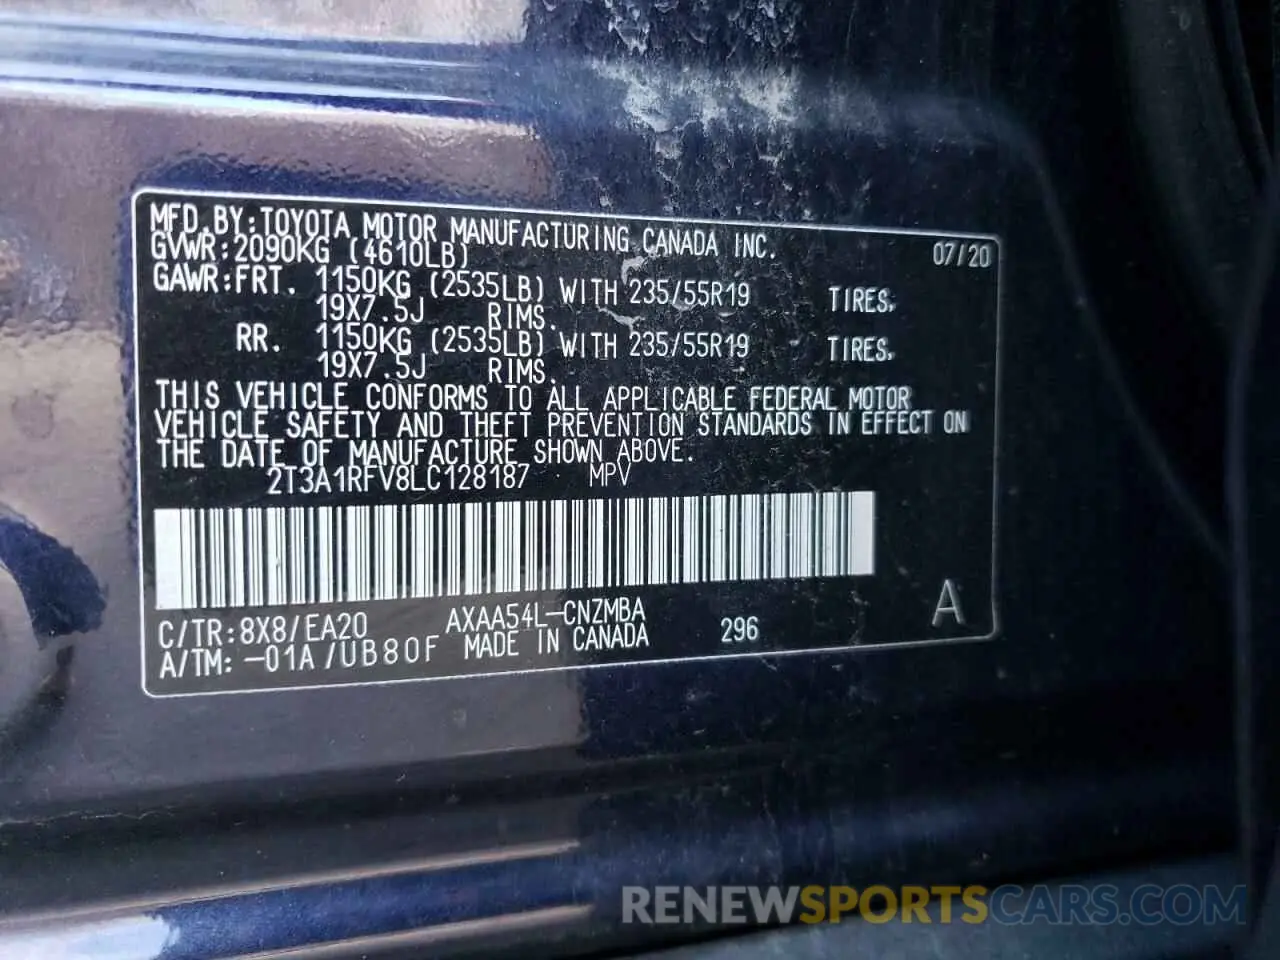 MFD.BY:TOYOTA MOTOR MANUFACTURING CANADA INC. 07/20
GVWR:2090KG (4610LB)
GAWR:FRT. 1150KG (2535LB) WITH 235/55R19 TIRES,
19X7.5J RIMS.
RR. 1150KG (2535LB) WITH 235/55R19 TIRES,
19X7.5J RIMS.
THIS VEHICLE CONFORMS TO ALL APPLICABLE FEDERAL MOTOR
VEHICLE SAFETY AND THEFT PREVENTION STANDARDS IN EFFECT ON
THE DATE OF MANUFACTURE SHOWN ABOVE.
2T3A1RFV8LC128187 MPV
C/TR:8X8/EA20 AXAA54L-CNZMBA 296 A
A/TM:-01A/UB80F MADE IN CANADA
RENEWSPORTSCARS.COM